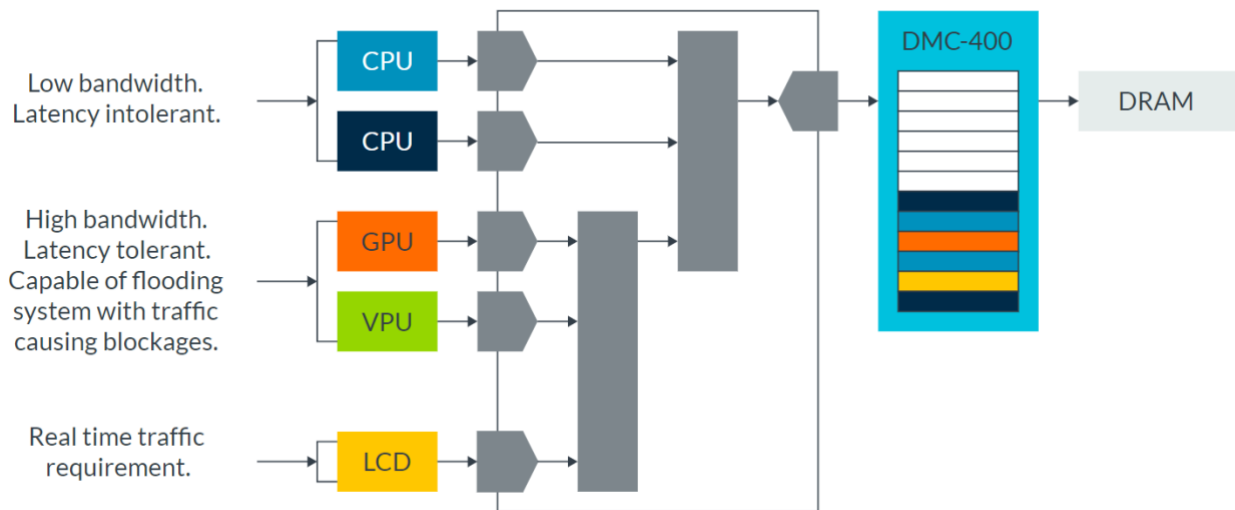 Low bandwidth.
Latency intolerant.
CPU
CPU
High bandwidth.
Latency tolerant.
Capable of flooding
system with traffic
causing blockages.
GPU
VPU
Real time traffic
requirement.
LCD
DMC-400
DRAM